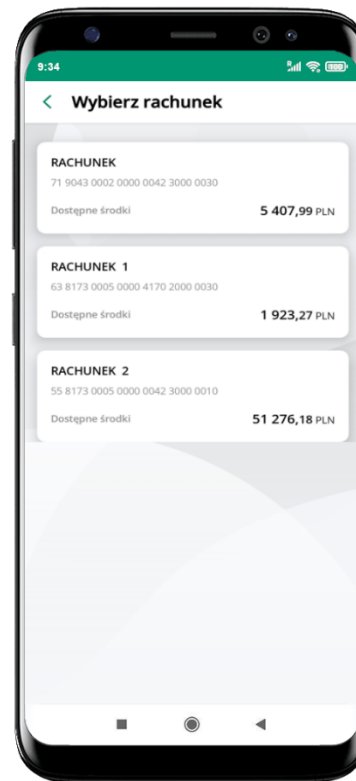 9:34
Wybierz rachunek
RACHUNEK
71 9043 0002 0000 0042 3000 0030
Dostępne środki 5 407,99 PLN
RACHUNEK 1
63 8173 0005 0000 4170 2000 0030
Dostępne środki 1 923,27 PLN
RACHUNEK 2
55 8173 0005 0000 0042 3000 0010
Dostępne środki 51 276,18 PLN